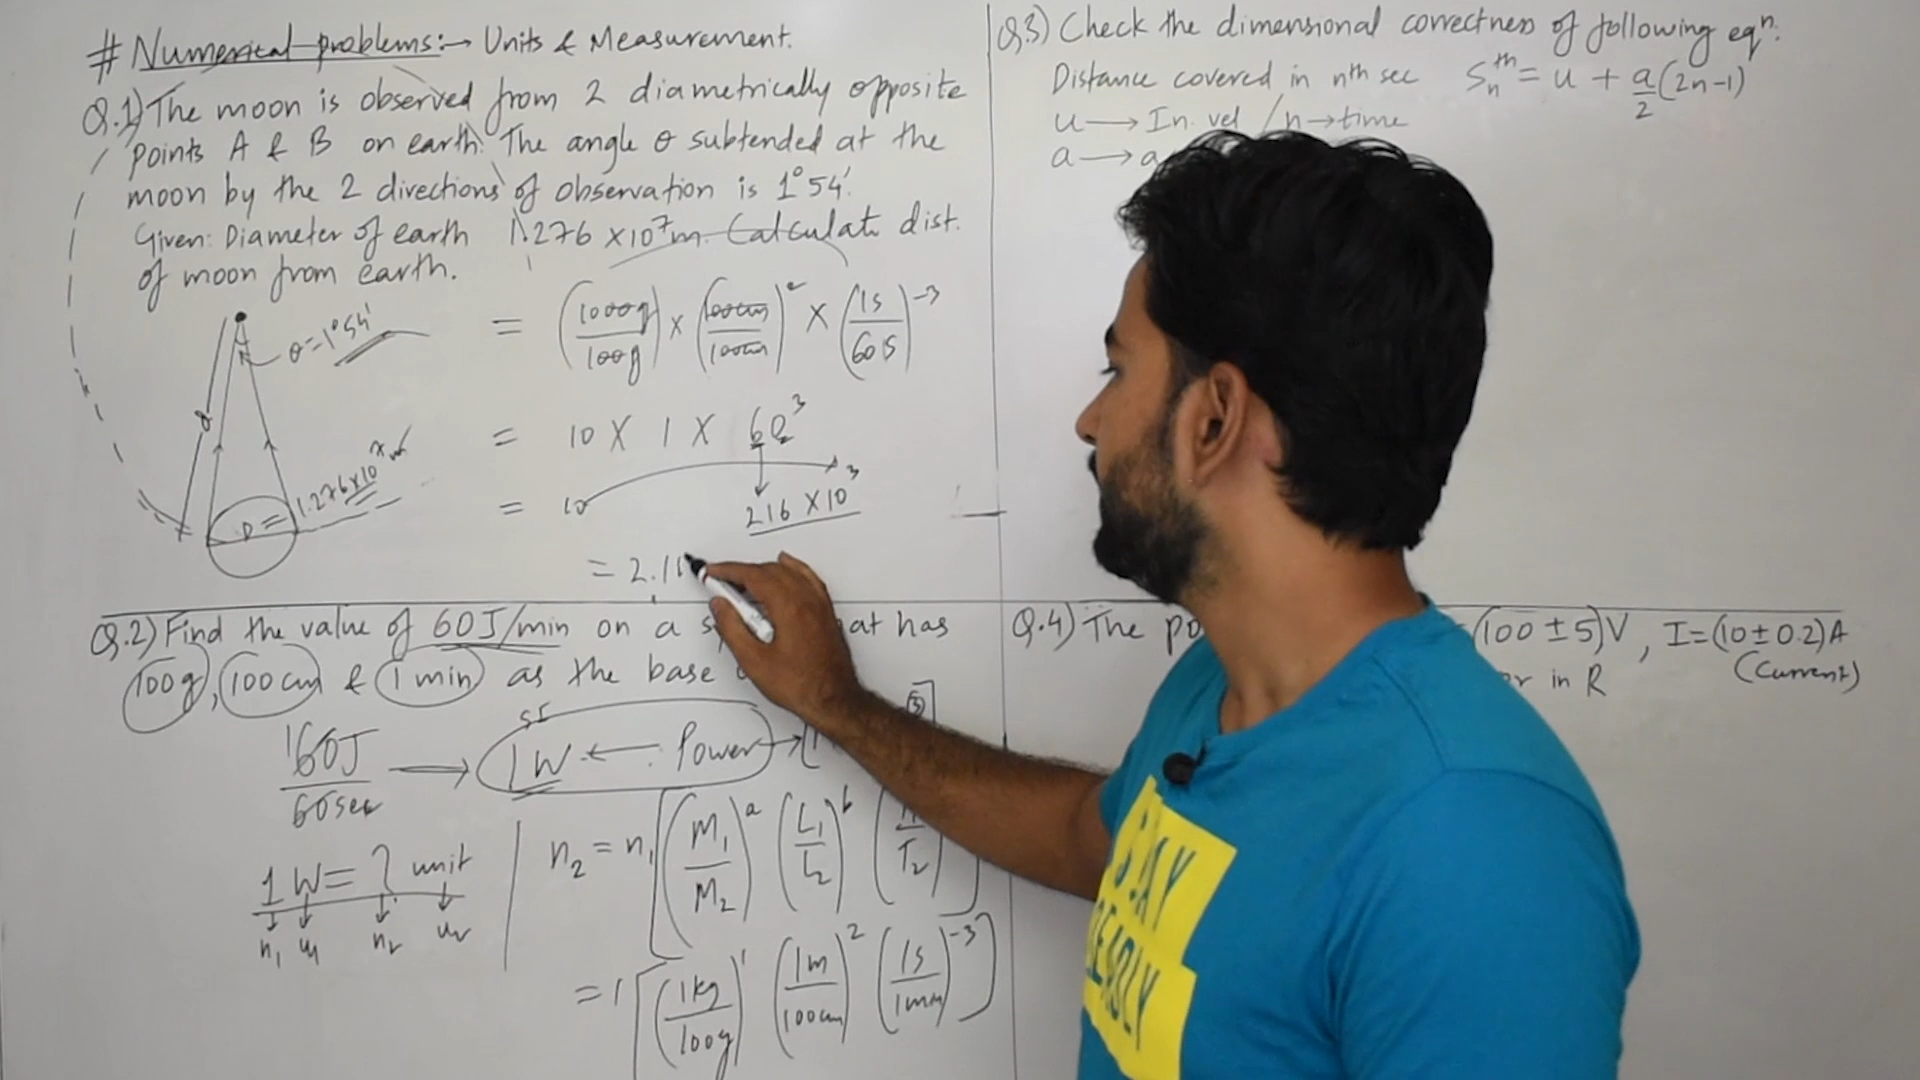 # Numerical problems:→ Units & Measurement.
Q.1) The moon is observed from 2 diametrically opposite
points A & B on earth. The angle θ subtended at the
moon by the 2 directions of observation is 1°54'.
Given: Diameter of earth 1.276 ×10⁷m. Calculate dist.
of moon from earth.
θ=1°54'
D = 1.276×10⁷m
= (1000g/100g) × (100cm/100cm)² × (1s/60s)⁻³
= 10 X 1 X 60³
= 10 216 X 10³
= 2.1
Q.2) Find the value of 60J/min on a s at has
100g, 100 cm & 1 min as the base
60J/60sec → 1 W ← Power →
SI
1 W = ? unit
n₁ u₁ n₂ u₂
n₂ = n₁ [(M₁/M₂)ᵃ (L₁/L₂)ᵇ
= 1 [(1kg/100g)¹ (1m/100cm)² (1s/1min)⁻³]
Q.3) Check the dimensional correctness of following eqⁿ.
Distance covered in nth sec Sₙᵗʰ = u + a/2 (2n-1)
u → In. vel / n → time
a → a
Q.4) The po =(100 ± 5)V , I=(10 ± 0.2)A
or in R (current)